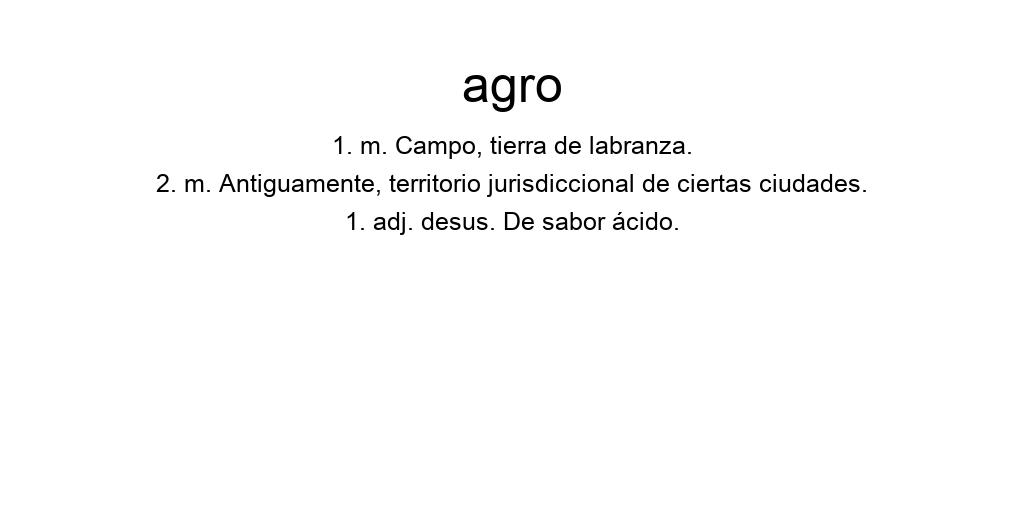 agro
1. m. Campo, tierra de labranza.
2. m. Antiguamente, territorio jurisdiccional de ciertas ciudades.
1. adj. desus. De sabor ácido.